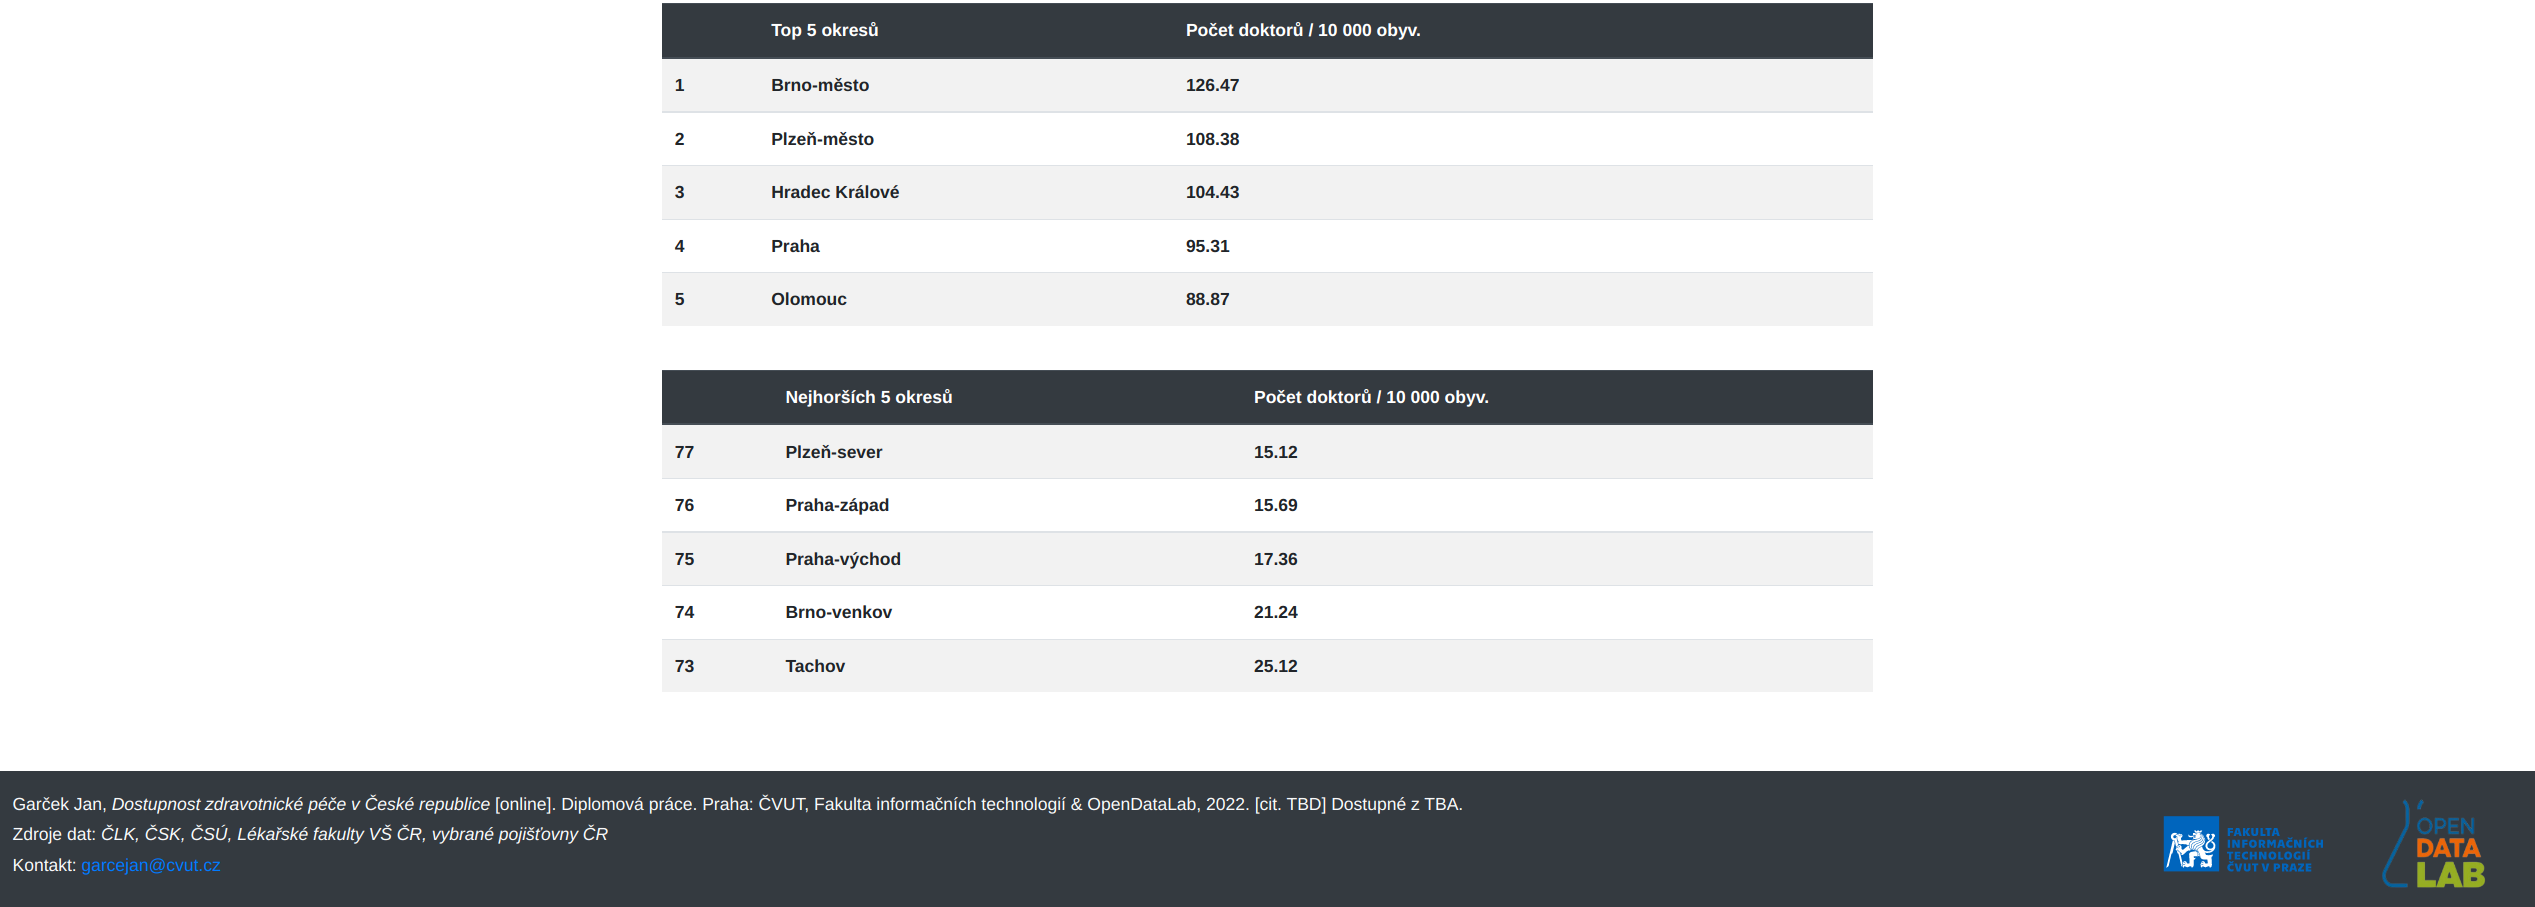 Top 5 okresů Počet doktorů / 10 000 obyv.
1 Brno-město 126.47
2 Plzeň-město 108.38
3 Hradec Králové 104.43
4 Praha 95.31
5 Olomouc 88.87
Nejhorších 5 okresů Počet doktorů / 10 000 obyv.
77 Plzeň-sever 15.12
76 Praha-západ 15.69
75 Praha-východ 17.36
74 Brno-venkov 21.24
73 Tachov 25.12
Garček Jan, Dostupnost zdravotnické péče v České republice [online]. Diplomová práce. Praha: ČVUT, Fakulta informačních technologií & OpenDataLab, 2022. [cit. TBD] Dostupné z TBA.
Zdroje dat: ČLK, ČSK, ČSÚ, Lékařské fakulty VŠ ČR, vybrané pojišťovny ČR
Kontakt: garcejan@cvut.cz
FAKULTA
INFORMAČNÍCH
TECHNOLOGIÍ
ČVUT V PRAZE
OPEN
DATA
LAB